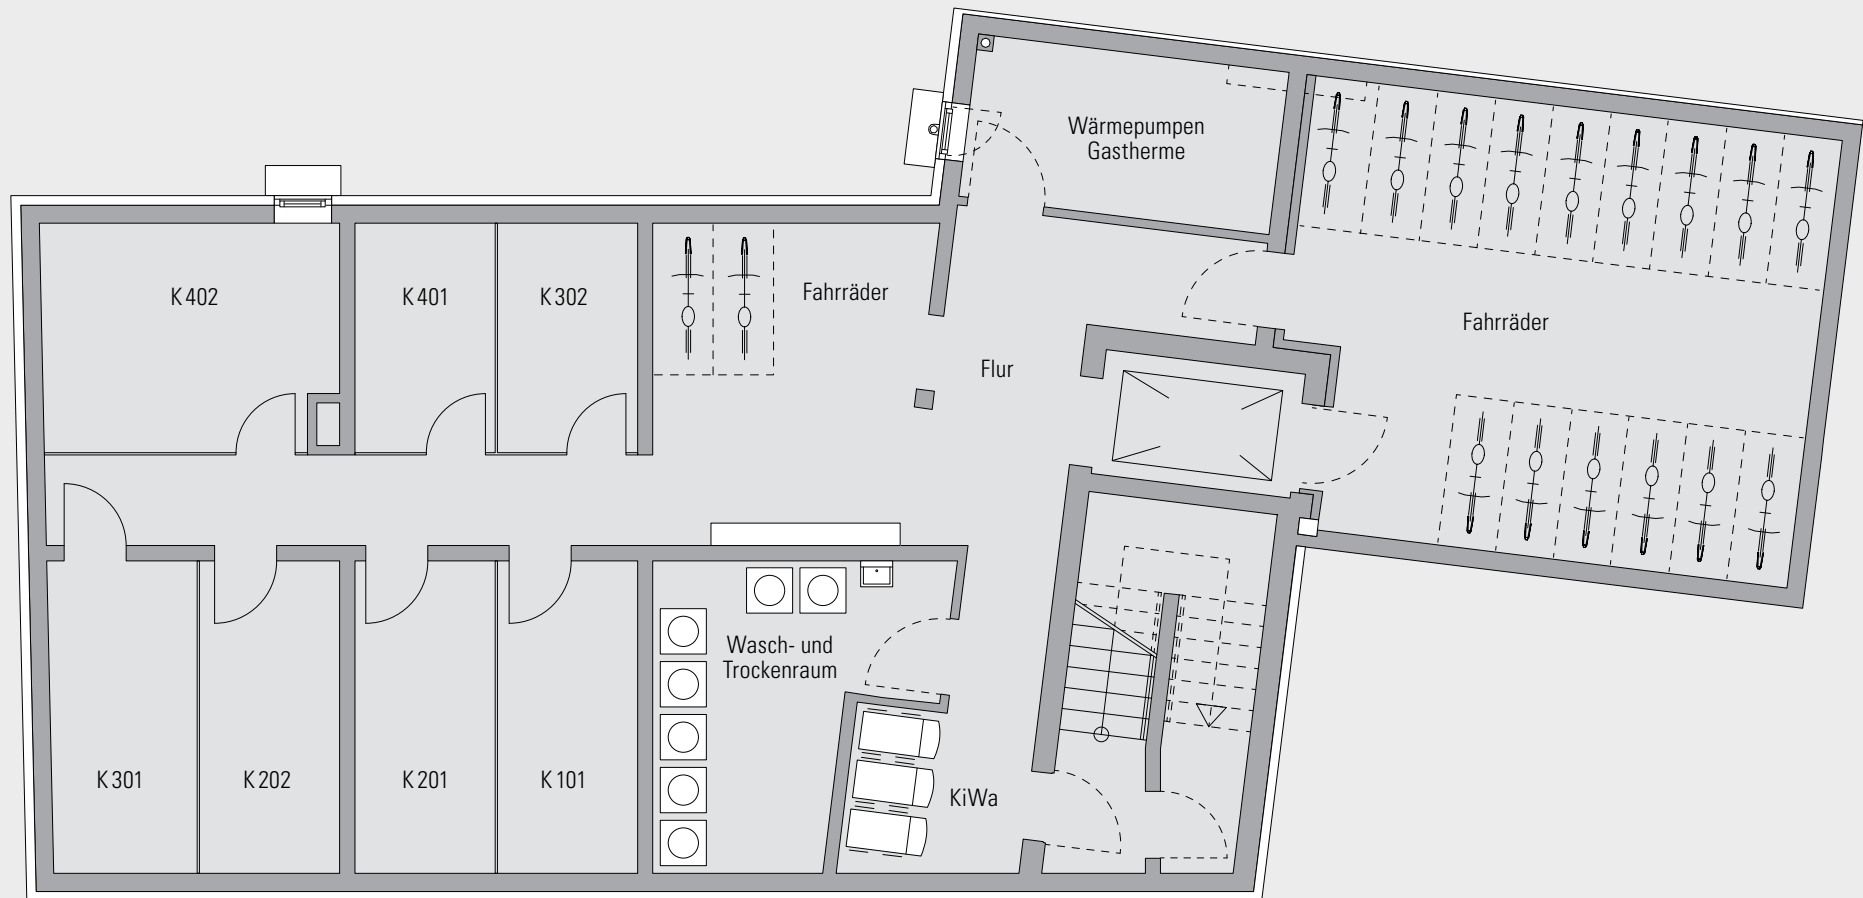 Wärmepumpen
Gastherme
K 402
K 401
K 302
Fahrräder
Fahrräder
Flur
Wasch- und
Trockenraum
K 301
K 202
K 201
K 101
KiWa